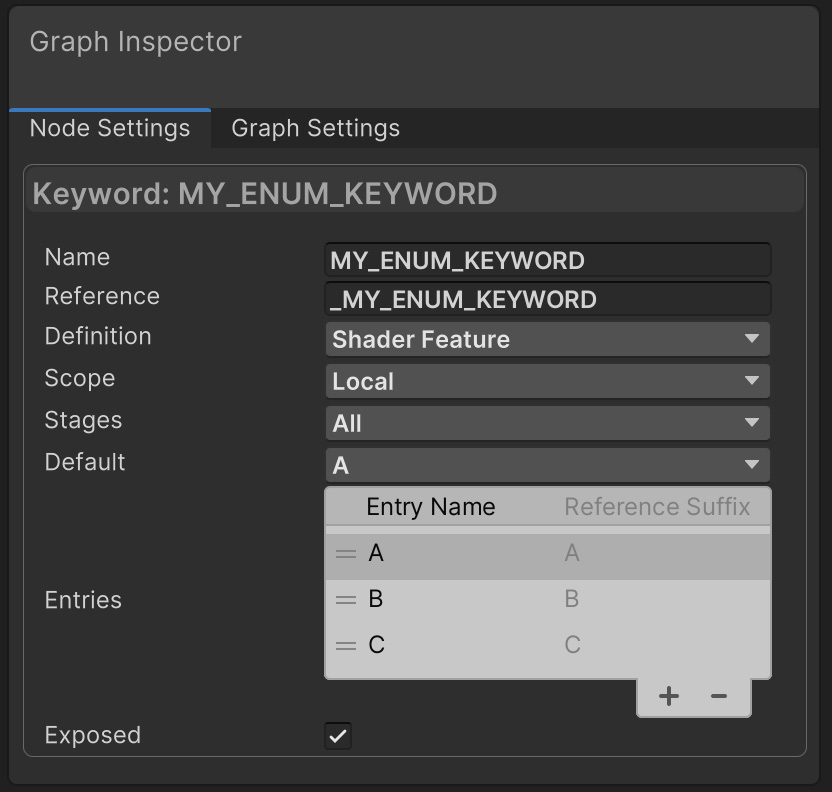 Graph Inspector
Node Settings Graph Settings
Keyword: MY_ENUM_KEYWORD
Name MY_ENUM_KEYWORD
Reference _MY_ENUM_KEYWORD
Definition Shader Feature
Scope Local
Stages All
Default A
Entry Name Reference Suffix
A A
Entries B B
C C
Exposed